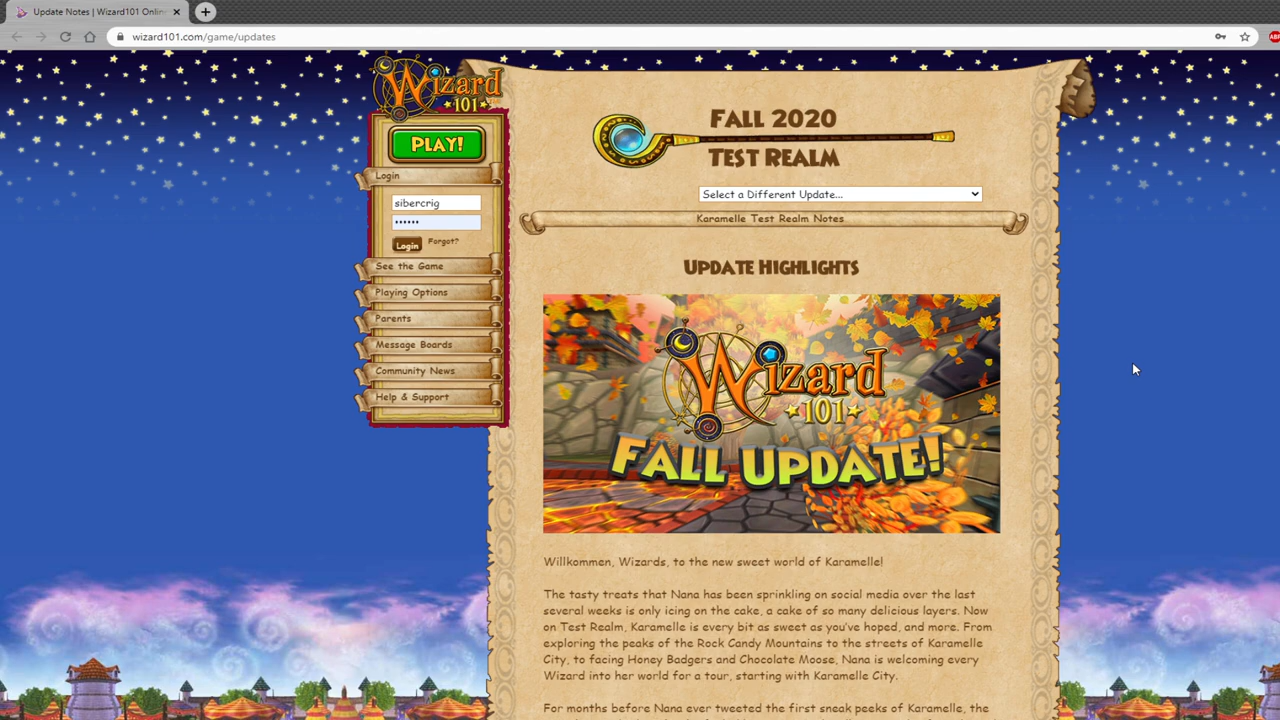 Update Notes | Wizard101 Onlin
wizard101.com/game/updates
ABP
Wizard
101
PLAY!
Login
sibercrig
••••••
Login
Forgot?
See the Game
Playing Options
Parents
Message Boards
Community News
Help & Support
Fall 2020
Test Realm
Select a Different Update...
Karamelle Test Realm Notes
Update Highlights
Wizard
101
Fall Update!
Willkommen, Wizards, to the new sweet world of Karamelle!
The tasty treats that Nana has been sprinkling on social media over the last
several weeks is only icing on the cake, a cake of so many delicious layers. Now
on Test Realm, Karamelle is every bit as sweet as you've hoped, and more. From
exploring the peaks of the Rock Candy Mountains to the streets of Karamelle
City, to facing Honey Badgers and Chocolate Moose, Nana is welcoming every
Wizard into her world for a tour, starting with Karamelle City.
For months before Nana ever tweeted the first sneak peeks of Karamelle, the